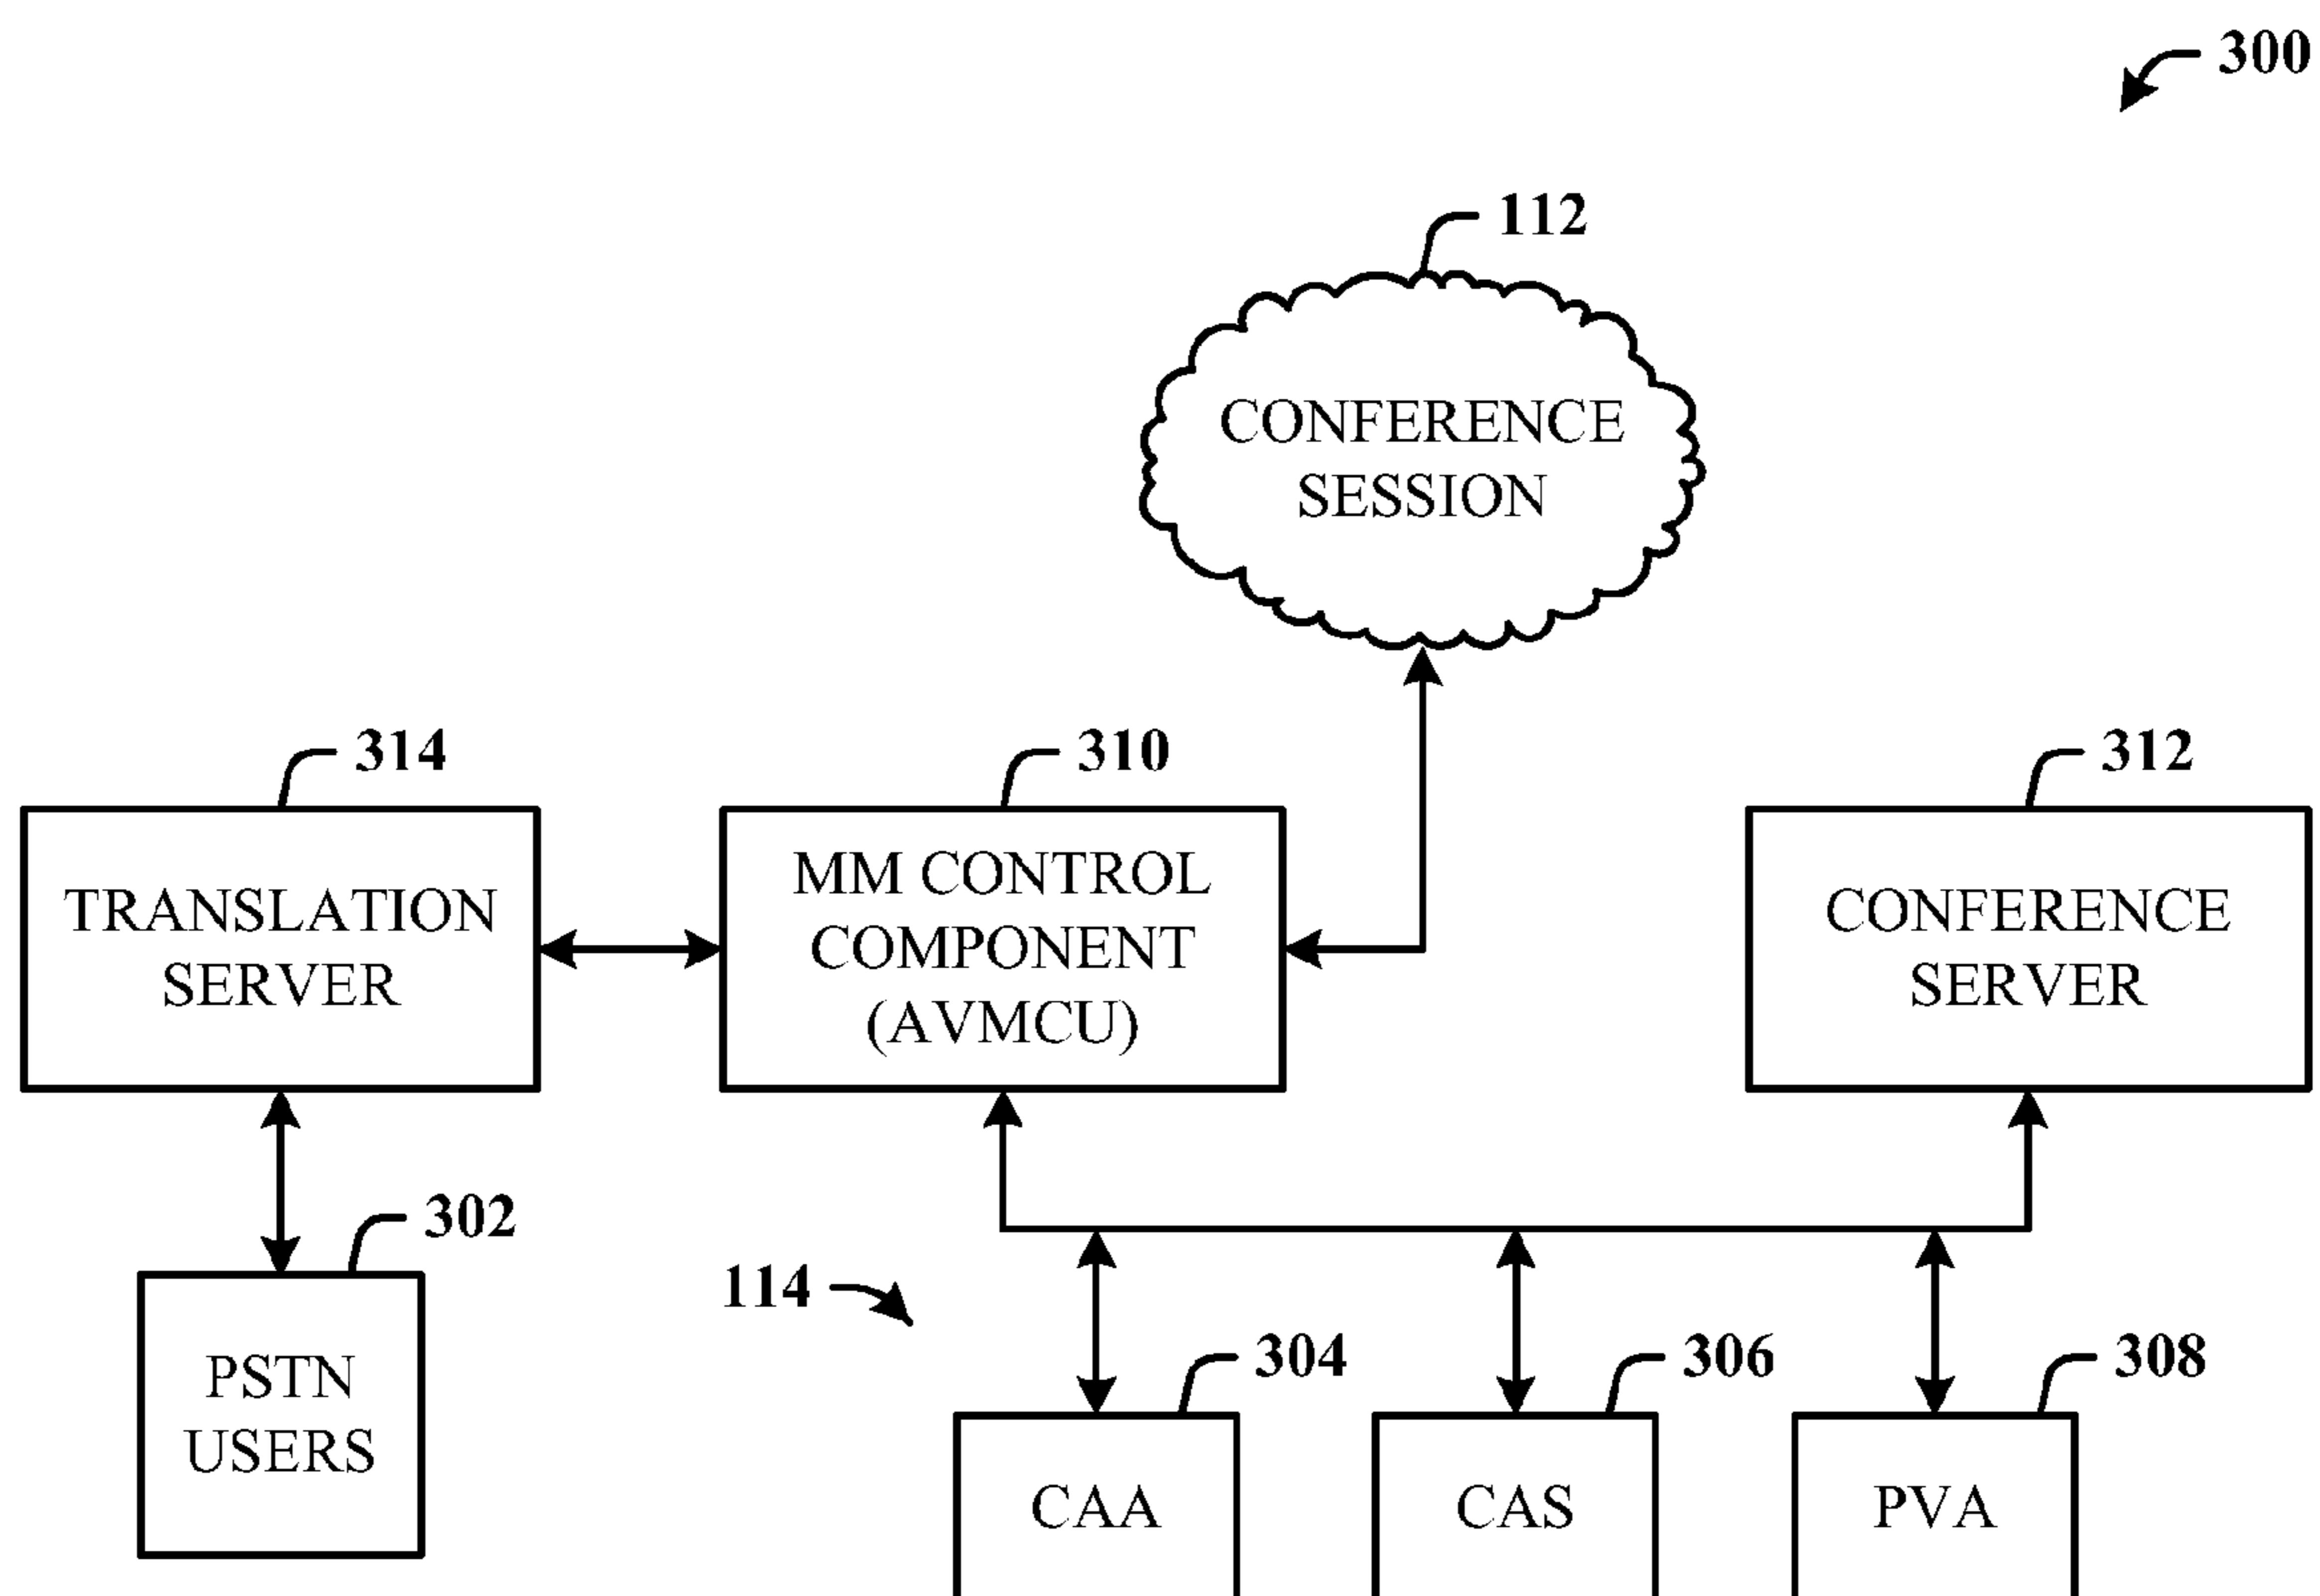 300
112
CONFERENCE
SESSION
314
310
312
TRANSLATION
SERVER
MM CONTROL
COMPONENT
(AVMCU)
CONFERENCE
SERVER
302
PSTN
USERS
114
304
306
308
CAA
CAS
PVA